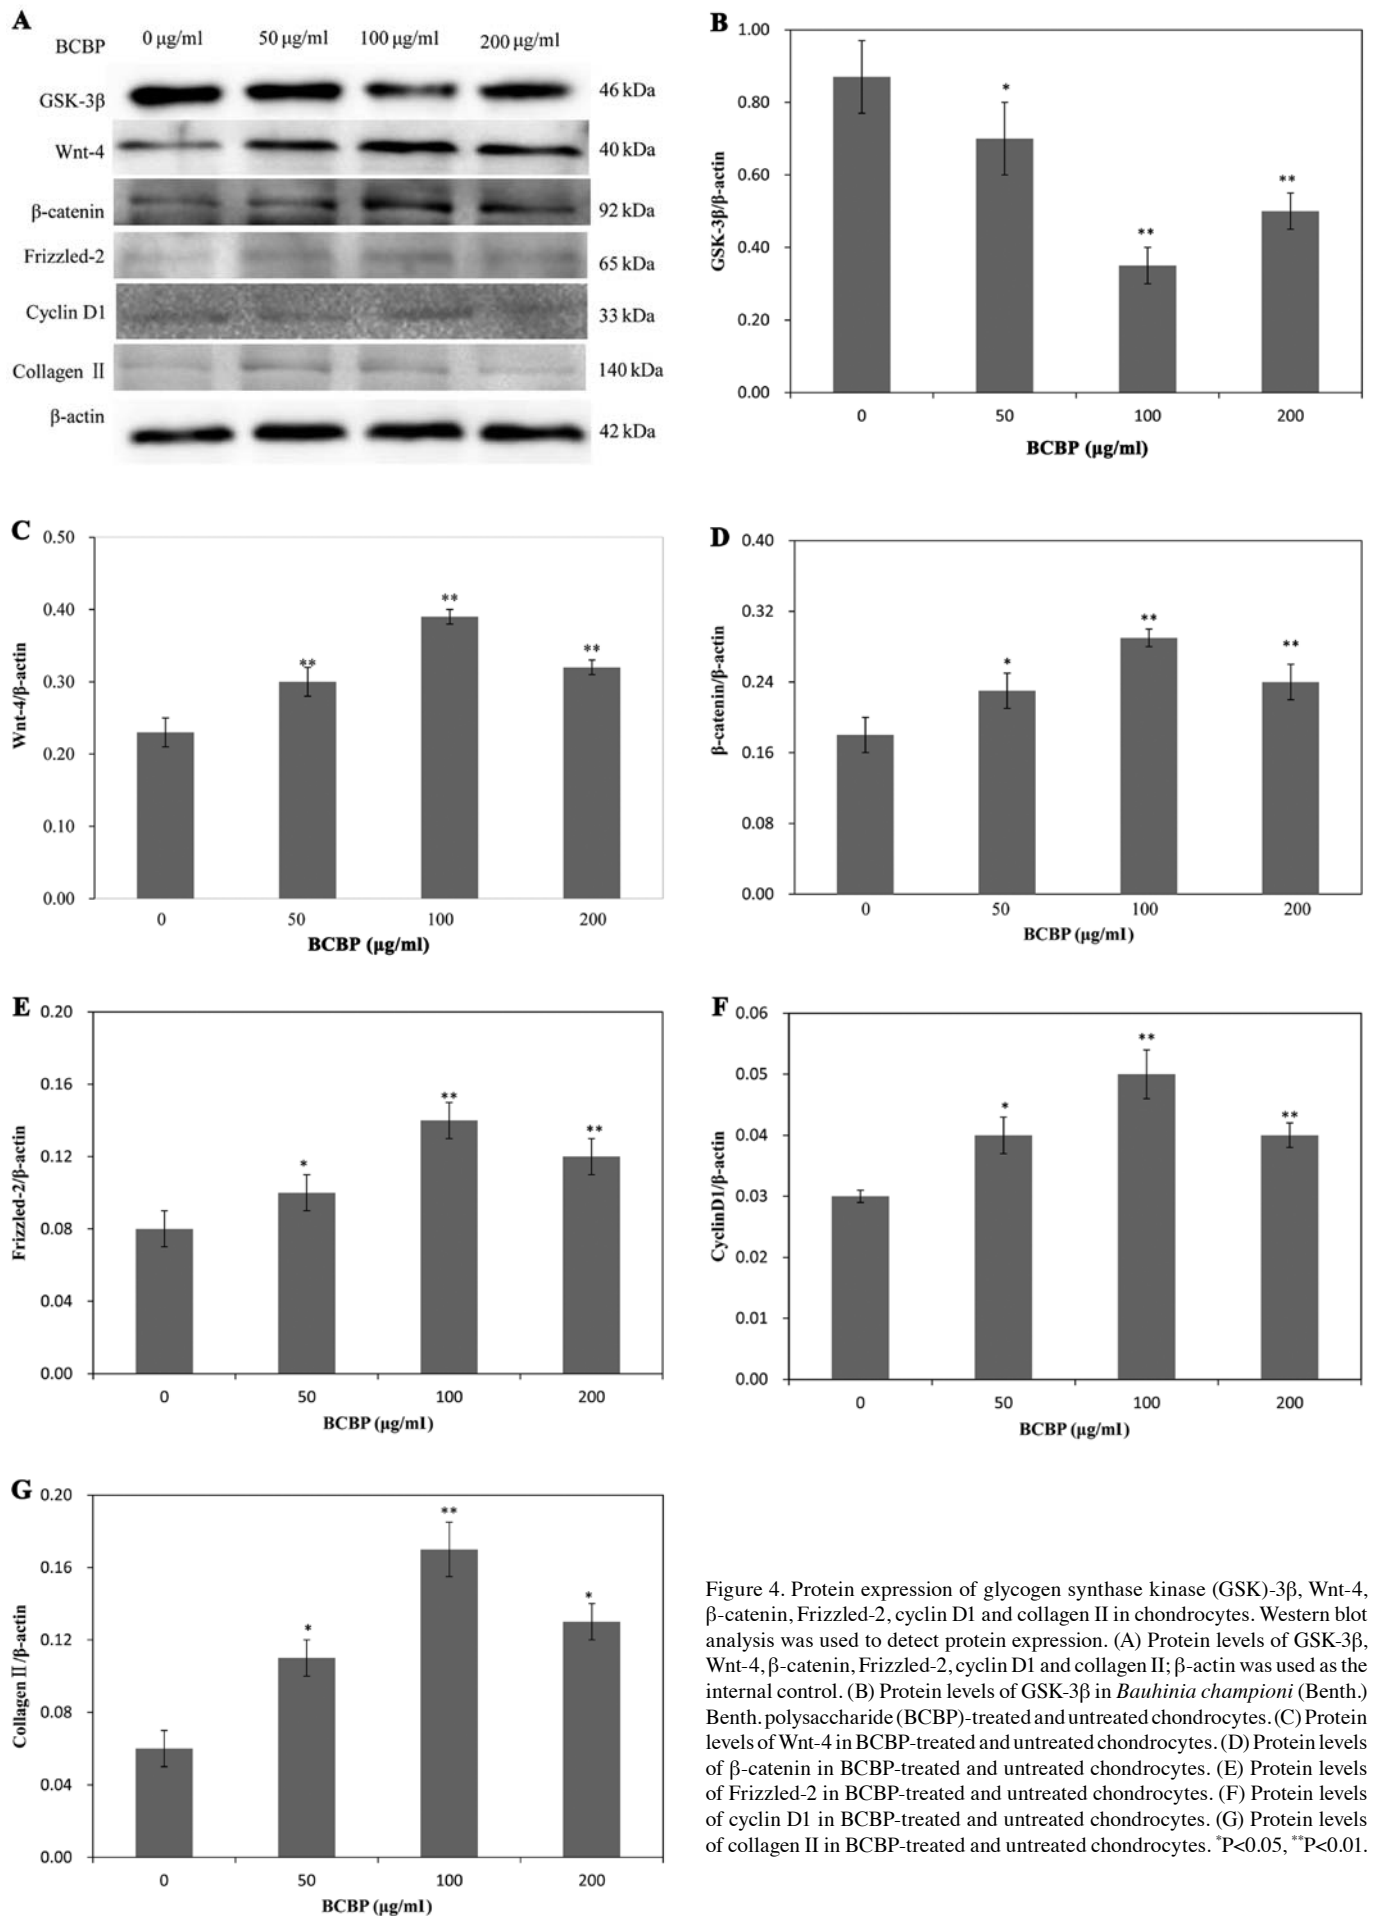 A
BCBP 0 μg/ml 50 μg/ml 100 μg/ml 200 μg/ml
GSK-3β 46 kDa
Wnt-4 40 kDa
β-catenin 92 kDa
Frizzled-2 65 kDa
Cyclin D1 33 kDa
Collagen II 140 kDa
β-actin 42 kDa
B
GSK-3β/β-actin
1.00
0.80
0.60
0.40
0.20
0.00
*
**
**
0 50 100 200
BCBP (μg/ml)
C
Wnt-4/β-actin
0.50
0.40
0.30
0.20
0.10
0.00
**
**
**
0 50 100 200
BCBP (μg/ml)
D
β-catenin/β-actin
0.40
0.32
0.24
0.16
0.08
0.00
*
**
**
0 50 100 200
BCBP (μg/ml)
E
Frizzled-2/β-actin
0.20
0.16
0.12
0.08
0.04
0.00
*
**
**
0 50 100 200
BCBP (μg/ml)
F
CyclinD1/β-actin
0.06
0.05
0.04
0.03
0.02
0.01
0.00
*
**
**
0 50 100 200
BCBP (μg/ml)
G
Collagen II/β-actin
0.20
0.16
0.12
0.08
0.04
0.00
*
**
*
0 50 100 200
BCBP (μg/ml)
Figure 4. Protein expression of glycogen synthase kinase (GSK)-3β, Wnt-4,
β-catenin, Frizzled-2, cyclin D1 and collagen II in chondrocytes. Western blot
analysis was used to detect protein expression. (A) Protein levels of GSK-3β,
Wnt-4, β-catenin, Frizzled-2, cyclin D1 and collagen II; β-actin was used as the
internal control. (B) Protein levels of GSK-3β in Bauhinia championi (Benth.)
Benth. polysaccharide (BCBP)-treated and untreated chondrocytes. (C) Protein
levels of Wnt-4 in BCBP-treated and untreated chondrocytes. (D) Protein levels
of β-catenin in BCBP-treated and untreated chondrocytes. (E) Protein levels
of Frizzled-2 in BCBP-treated and untreated chondrocytes. (F) Protein levels
of cyclin D1 in BCBP-treated and untreated chondrocytes. (G) Protein levels
of collagen II in BCBP-treated and untreated chondrocytes. *P<0.05, **P<0.01.